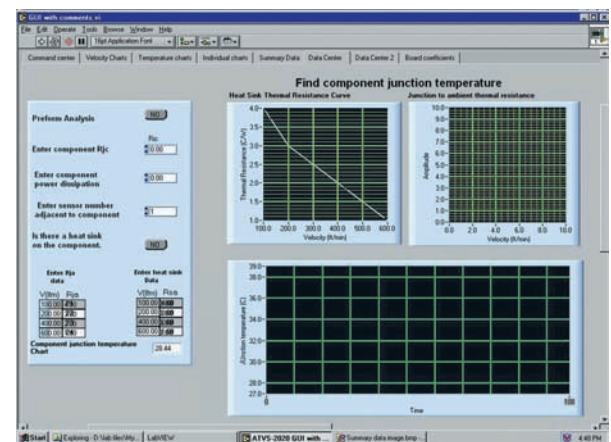 GUI with comments.vi
File Edit Operate Tools Browse Window Help
16pt Application Font
Command center Velocity Charts Temperature charts Individual charts Summary Data Data Center Data Center 2 Board coefficients
Find component junction temperature
Heat Sink Thermal Resistance Curve
Junction to ambient thermal resistance
Preform Analysis
NO
Rjc
Enter component Rjc
0.00
Enter component
power dissipation
0.00
Enter sensor number
adjacent to component
1
Is there a heat sink
on the component.
NO
Enter Rja
data
V(lfm) Rja
100.00
200.00
400.00
600.00
Enter heat sink
Data
V(lfm) Rsa
100.00
200.00
400.00
600.00
Component junction temperature
Chart
28.44
Thermal Resistance (C/W)
4.0
3.5
3.0
2.5
2.0
1.5
1.0
100.0 200.0 300.0 400.0 500.0 600.0
Velocity (ft/min)
Amplitude
10.0
9.0
8.0
7.0
6.0
5.0
4.0
3.0
2.0
1.0
0.0
0.0 2.0 4.0 6.0 8.0 10.0
Velocity (ft/min)
Junction temperature (C)
39.0
38.0
36.0
34.0
32.0
30.0
28.0
27.0
0 100
Time
Start Exploring - D:\lab files\My... LabVIEW ATVS-2020 GUI with ... Summary data image.bmp - ... 4:48 PM